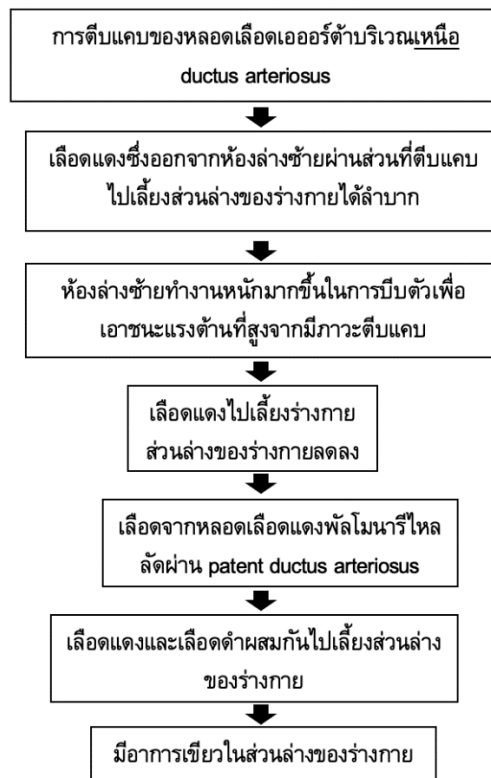 การตีบแคบของหลอดเลือดเอออร์ต้าบริเวณเหนือ
ductus arteriosus
เลือดแดงซึ่งออกจากห้องล่างซ้ายผ่านส่วนที่ตีบแคบ
ไปเลี้ยงส่วนล่างของร่างกายได้ลำบาก
ห้องล่างซ้ายทำงานหนักมากขึ้นในการบีบตัวเพื่อ
เอาชนะแรงต้านที่สูงจากมีภาวะตีบแคบ
เลือดแดงไปเลี้ยงร่างกาย
ส่วนล่างของร่างกายลดลง
เลือดจากหลอดเลือดแดงพัลโมนารีไหล
ลัดผ่าน patent ductus arteriosus
เลือดแดงและเลือดดำผสมกันไปเลี้ยงส่วนล่าง
ของร่างกาย
มีอาการเขียวในส่วนล่างของร่างกาย